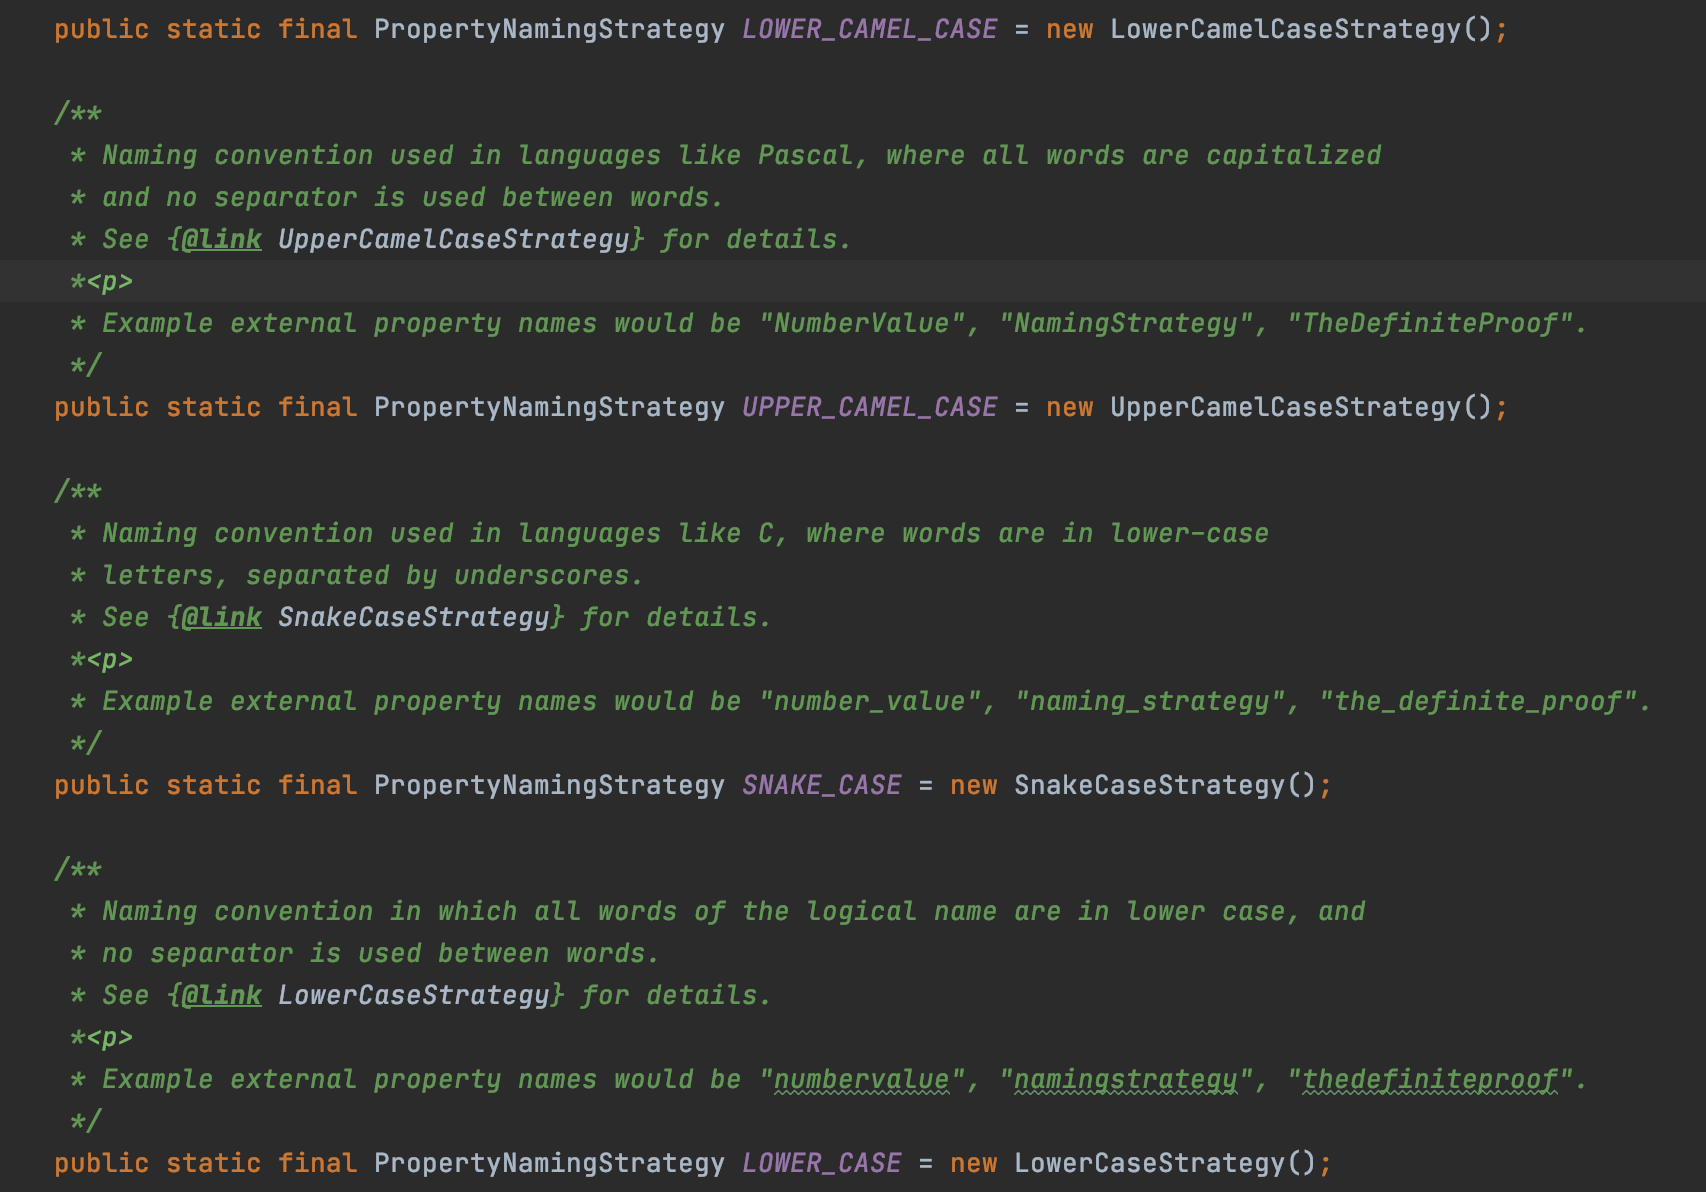 public static final PropertyNamingStrategy LOWER_CAMEL_CASE = new LowerCamelCaseStrategy();
/**
* Naming convention used in languages like Pascal, where all words are capitalized
* and no separator is used between words.
* See {@link UpperCamelCaseStrategy} for details.
*<p>
* Example external property names would be "NumberValue", "NamingStrategy", "TheDefiniteProof".
*/
public static final PropertyNamingStrategy UPPER_CAMEL_CASE = new UpperCamelCaseStrategy();
/**
* Naming convention used in languages like C, where words are in lower-case
* letters, separated by underscores.
* See {@link SnakeCaseStrategy} for details.
*<p>
* Example external property names would be "number_value", "naming_strategy", "the_definite_proof".
*/
public static final PropertyNamingStrategy SNAKE_CASE = new SnakeCaseStrategy();
/**
* Naming convention in which all words of the logical name are in lower case, and
* no separator is used between words.
* See {@link LowerCaseStrategy} for details.
*<p>
* Example external property names would be "numbervalue", "namingstrategy", "thedefiniteproof".
*/
public static final PropertyNamingStrategy LOWER_CASE = new LowerCaseStrategy();